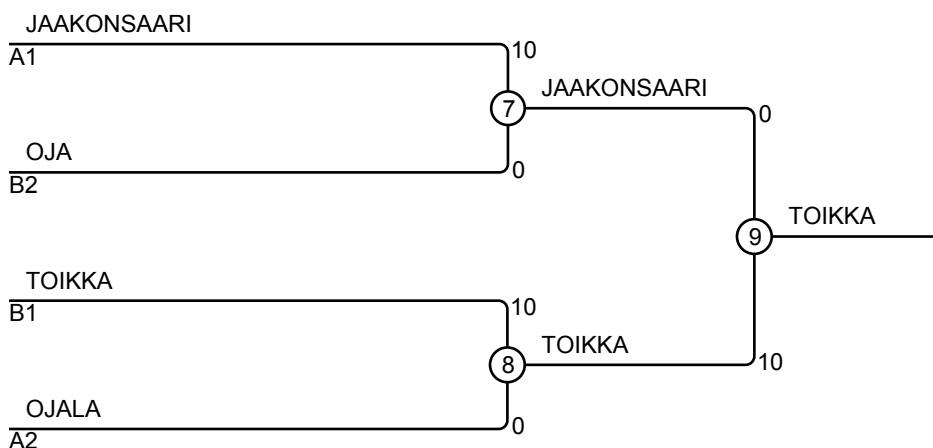 JAAKONSAARI
A1
10
7
JAAKONSAARI
0
OJA
B2
0
9
TOIKKA
TOIKKA
B1
10
8
TOIKKA
10
OJALA
A2
0